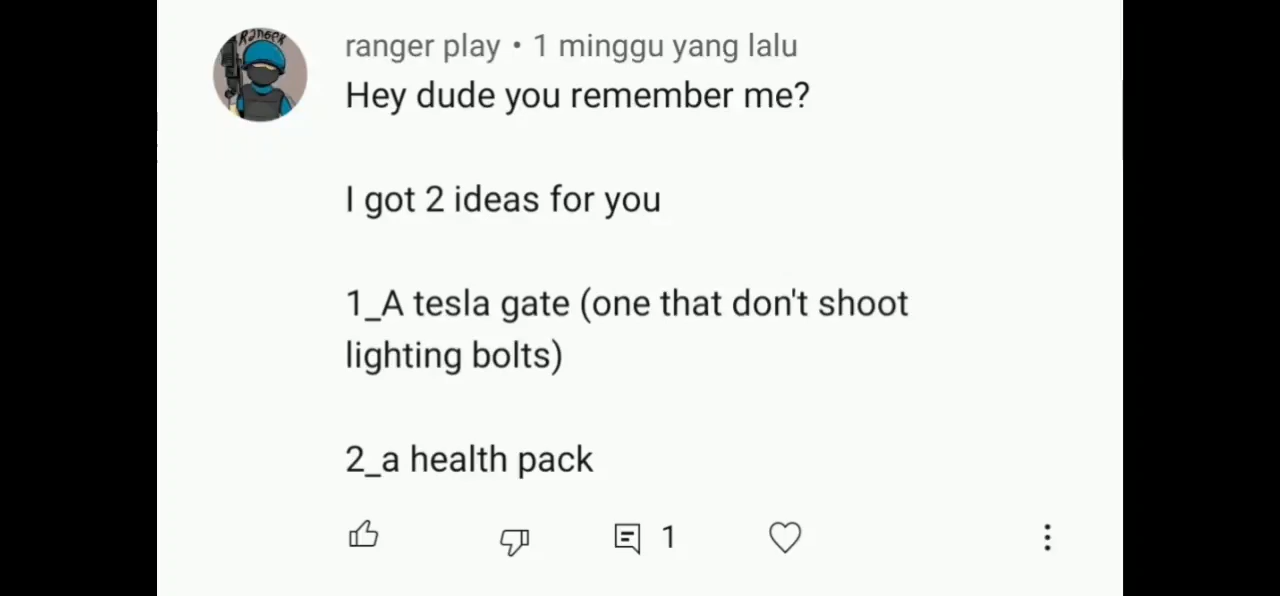 RANGER
ranger play • 1 minggu yang lalu
Hey dude you remember me?
I got 2 ideas for you
1_A tesla gate (one that don't shoot
lighting bolts)
2_a health pack
1